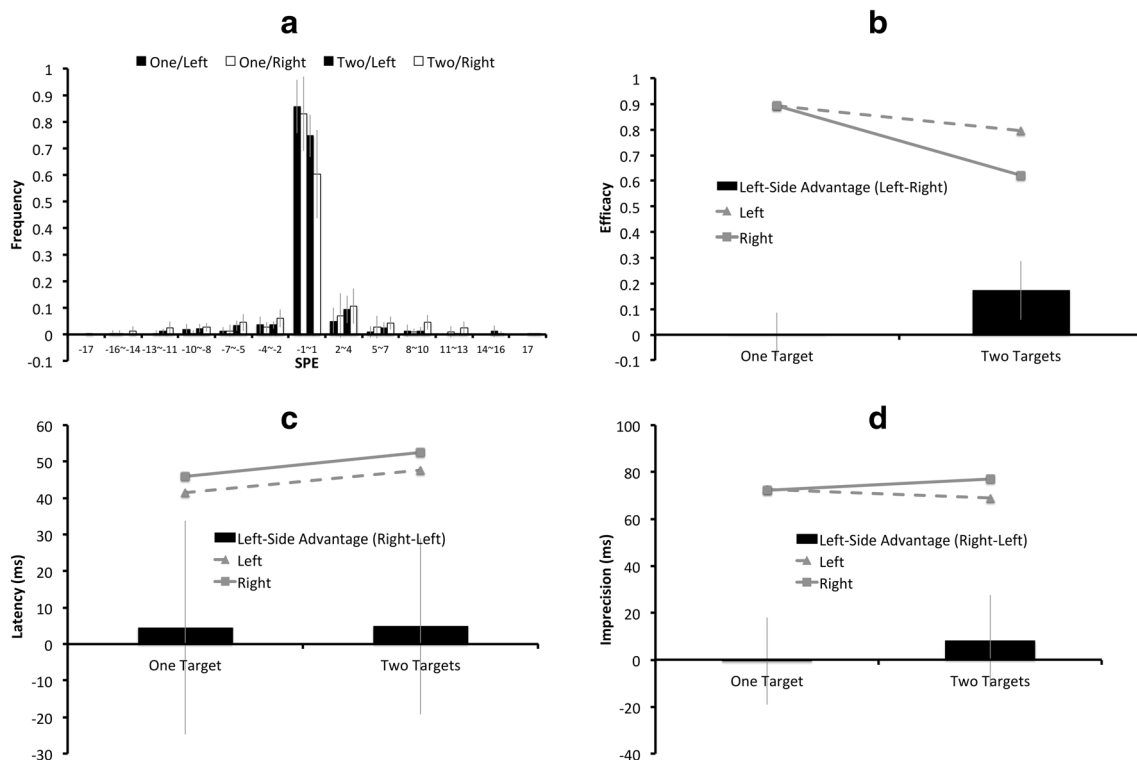 a
One/Left One/Right Two/Left Two/Right
1
0.9
0.8
0.7
0.6
0.5
0.4
0.3
0.2
0.1
0
-0.1
Frequency
-17 -16~-14 -13~-11 -10~-8 -7~-5 -4~-2 -1~1 2~4 5~7 8~10 11~13 14~16 17
SPE
b
1
0.9
0.8
0.7
0.6
0.5
0.4
0.3
0.2
0.1
0
-0.1
Efficacy
Left-Side Advantage (Left-Right)
Left
Right
One Target Two Targets
c
60
50
40
30
20
10
0
-10
-20
-30
Latency (ms)
Left-Side Advantage (Right-Left)
Left
Right
One Target Two Targets
d
100
80
60
40
20
0
-20
-40
Imprecision (ms)
Left-Side Advantage (Right-Left)
Left
Right
One Target Two Targets